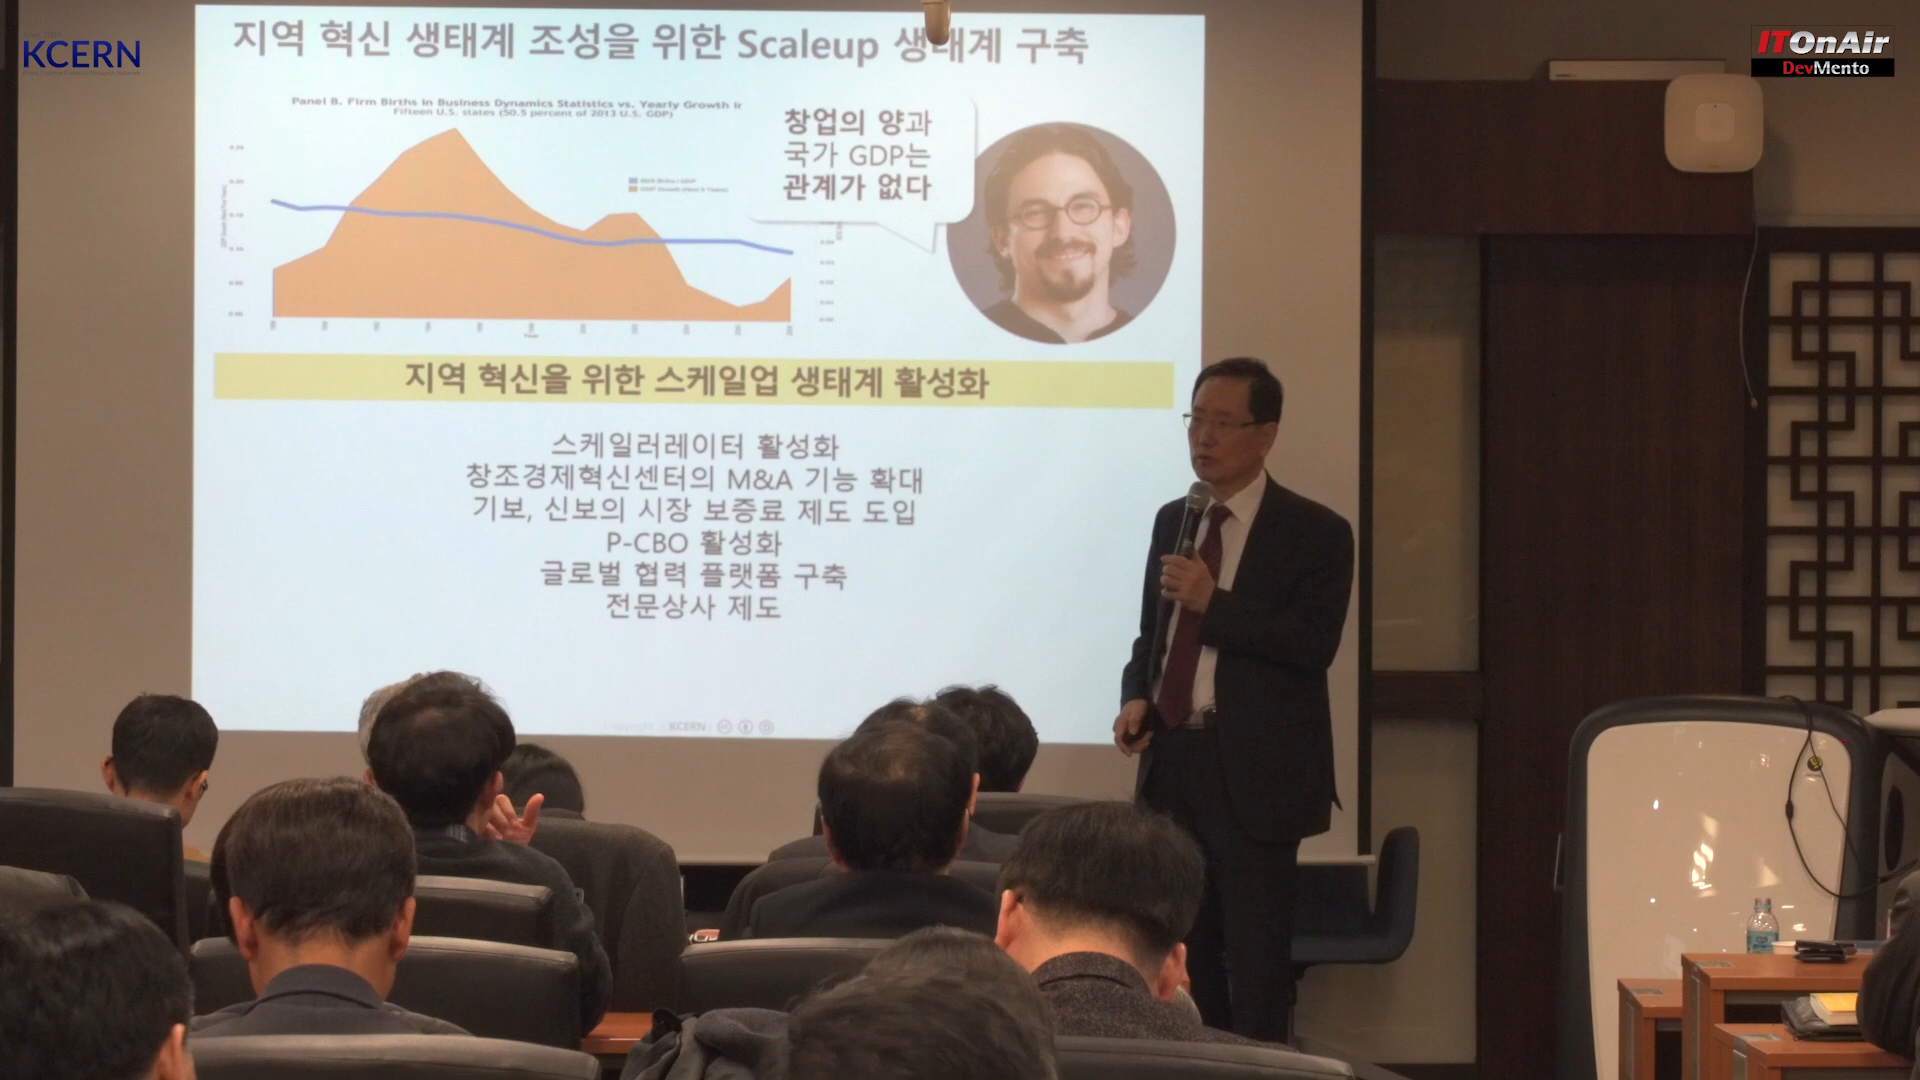 KCERN
ITOnAir
DevMento
지역 혁신 생태계 조성을 위한 Scaleup 생태계 구축
Panel B. Firm Births in Business Dynamics Statistics vs. Yearly Growth in
Fifteen U.S. states (50.5 percent of 2013 U.S. GDP)
창업의 양과
국가 GDP는
관계가 없다
Year
지역 혁신을 위한 스케일업 생태계 활성화
스케일러레이터 활성화
창조경제혁신센터의 M&A 기능 확대
기보, 신보의 시장 보증료 제도 도입
P-CBO 활성화
글로벌 협력 플랫폼 구축
전문상사 제도
Copyright KCERN